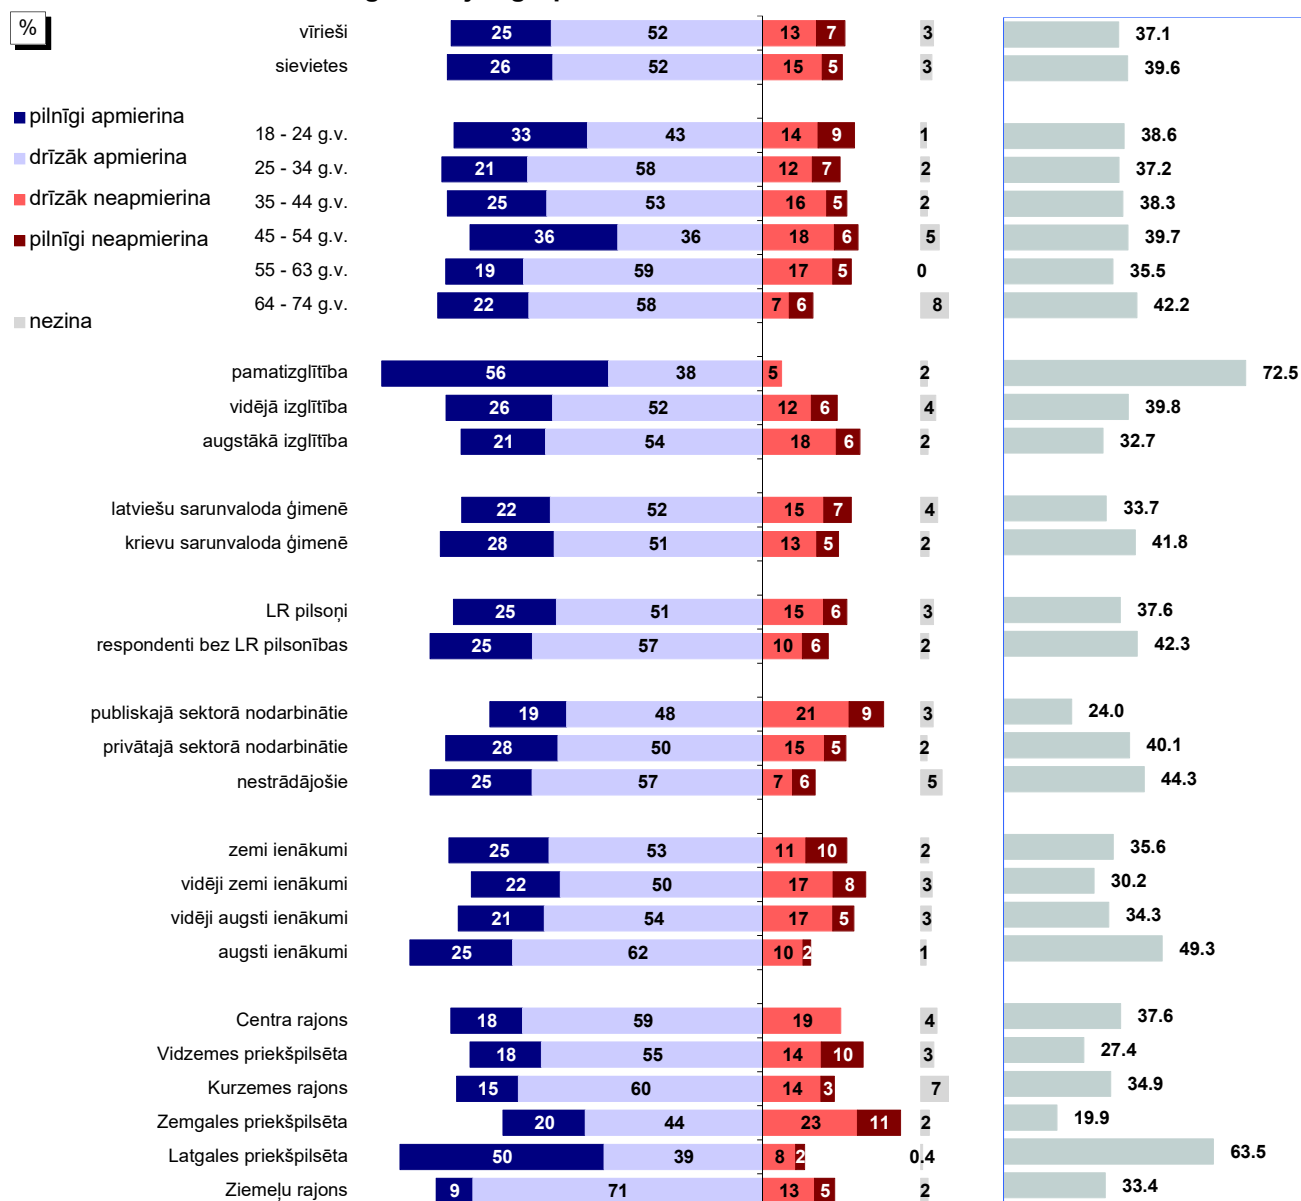 %
vīrieši 25 52 13 7 3 37.1
sievietes 26 52 15 5 3 39.6
pilnīgi apmierina
18 - 24 g.v. 33 43 14 9 1 38.6
drīzāk apmierina
25 - 34 g.v. 21 58 12 7 2 37.2
drīzāk neapmierina
35 - 44 g.v. 25 53 16 5 2 38.3
pilnīgi neapmierina
45 - 54 g.v. 36 36 18 6 5 39.7
55 - 63 g.v. 19 59 17 5 0 35.5
64 - 74 g.v. 22 58 7 6 8 42.2
nezina
pamatizglītība 56 38 5 2 72.5
vidējā izglītība 26 52 12 6 4 39.8
augstākā izglītība 21 54 18 6 2 32.7
latviešu sarunvaloda ģimenē 22 52 15 7 4 33.7
krievu sarunvaloda ģimenē 28 51 13 5 2 41.8
LR pilsoņi 25 51 15 6 3 37.6
respondenti bez LR pilsonības 25 57 10 6 2 42.3
publiskajā sektorā nodarbinātie 19 48 21 9 3 24.0
privātajā sektorā nodarbinātie 28 50 15 5 2 40.1
nestrādājošie 25 57 7 6 5 44.3
zemi ienākumi 25 53 11 10 2 35.6
vidēji zemi ienākumi 22 50 17 8 3 30.2
vidēji augsti ienākumi 21 54 17 5 3 34.3
augsti ienākumi 25 62 10 2 1 49.3
Centra rajons 18 59 19 4 37.6
Vidzemes priekšpilsēta 18 55 14 10 3 27.4
Kurzemes rajons 15 60 14 3 7 34.9
Zemgales priekšpilsēta 20 44 23 11 2 19.9
Latgales priekšpilsēta 50 39 8 2 0.4 63.5
Ziemeļu rajons 9 71 13 5 2 33.4